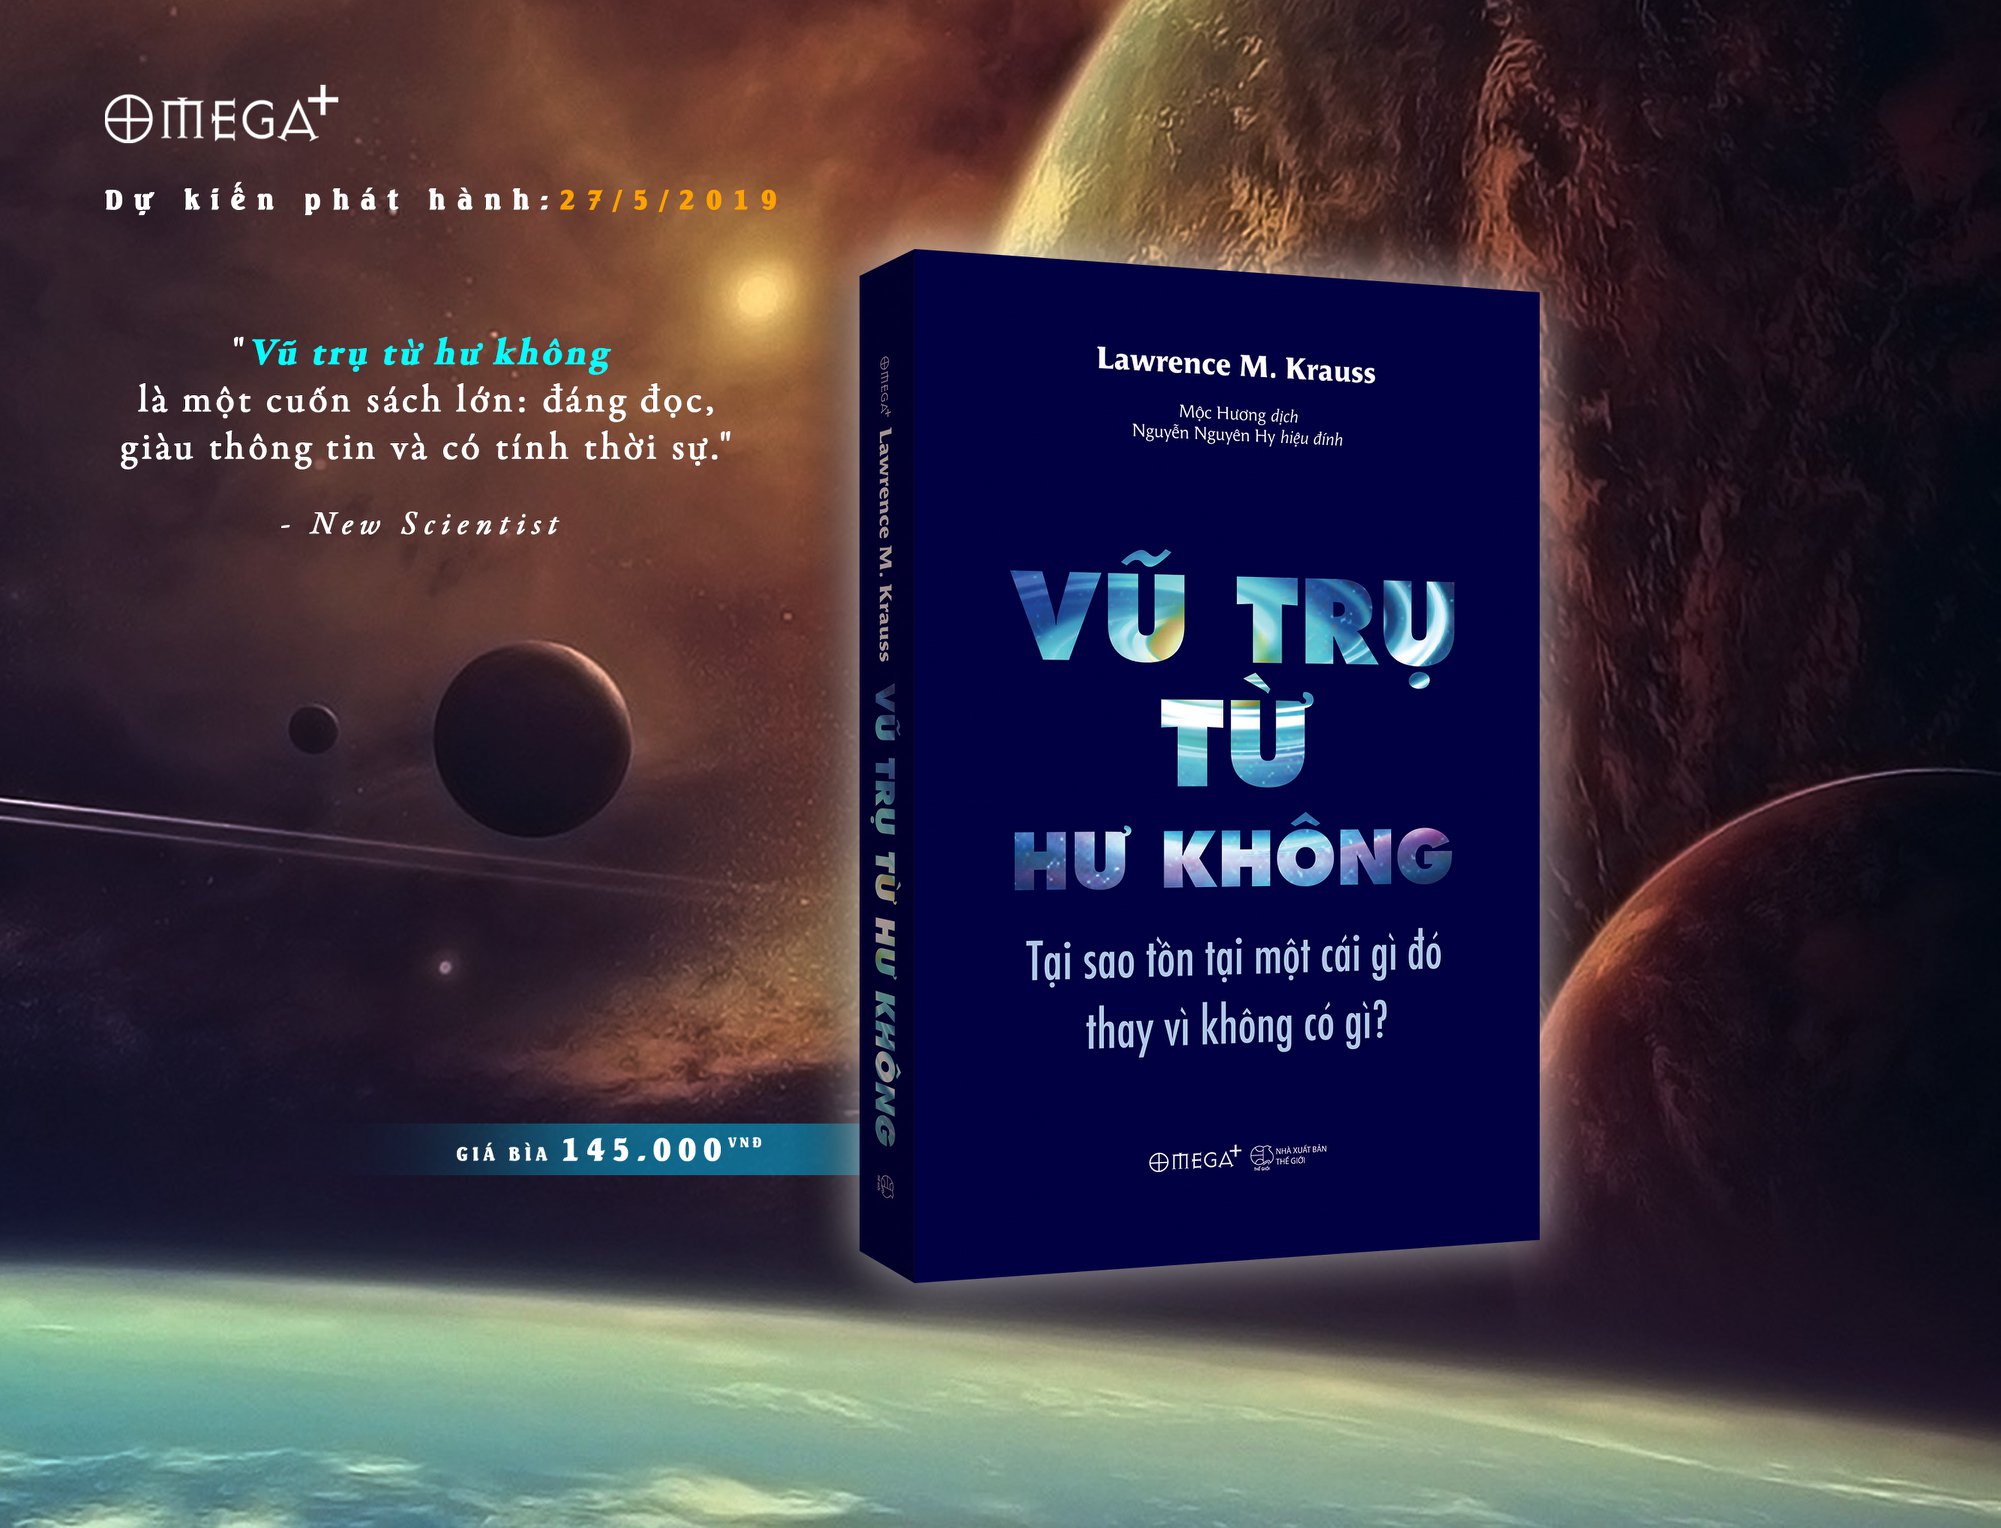 OMEGA+
Dự kiến phát hành: 27/5/2019
"Vũ trụ từ hư không
là một cuốn sách lớn: đáng đọc,
giàu thông tin và có tính thời sự."
- New Scientist
GIÁ BÌA 145.000 VNĐ
OMEGA+ Lawrence M. Krauss VŨ TRỤ TỪ HƯ KHÔNG
Lawrence M. Krauss
Mộc Hương dịch
Nguyễn Nguyên Hy hiệu đính
VŨ TRỤ
TỪ
HƯ KHÔNG
Tại sao tồn tại một cái gì đó
thay vì không có gì?
OMEGA+ THẾ GIỚI NHÀ XUẤT BẢN
THẾ GIỚI